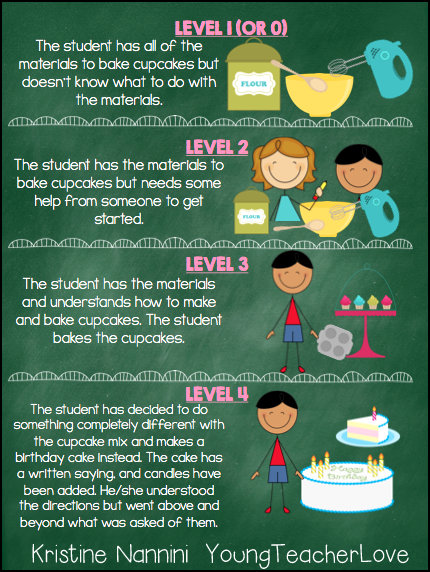 LEVEL 1 (OR 0)
The student has all of the
materials to bake cupcakes but
doesn't know what to do with
the materials.
FLOUR
LEVEL 2
The student has the materials to
bake cupcakes but needs some
help from someone to get
started.
FLOUR
LEVEL 3
The student has the materials
and understands how to make
and bake cupcakes. The student
bakes the cupcakes.
LEVEL 4
The student has decided to do
something completely different with
the cupcake mix and makes a
birthday cake instead. The cake has
a written saying, and candles have
been added. He/she understood
the directions but went above and
beyond what was asked of them.
Happy
Birthday
Kristine Nannini YoungTeacherLove